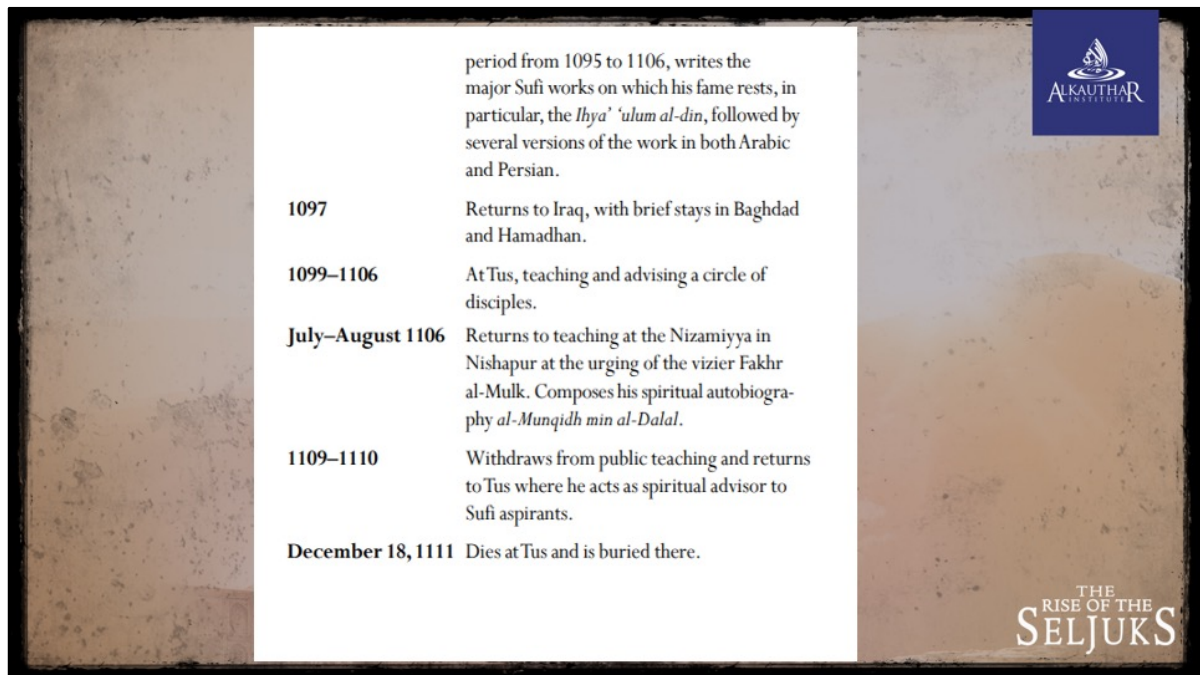 period from 1095 to 1106, writes the
major Sufi works on which his fame rests, in
particular, the Ihya' 'ulum al-din, followed by
several versions of the work in both Arabic
and Persian.
1097 Returns to Iraq, with brief stays in Baghdad
and Hamadhan.
1099–1106 At Tus, teaching and advising a circle of
disciples.
July–August 1106 Returns to teaching at the Nizamiyya in
Nishapur at the urging of the vizier Fakhr
al-Mulk. Composes his spiritual autobiogra-
phy al-Munqidh min al-Dalal.
1109–1110 Withdraws from public teaching and returns
to Tus where he acts as spiritual advisor to
Sufi aspirants.
December 18, 1111 Dies at Tus and is buried there.
ALKAUTHAR
INSTITUTE
THE
RISE OF THE
SELJUKS